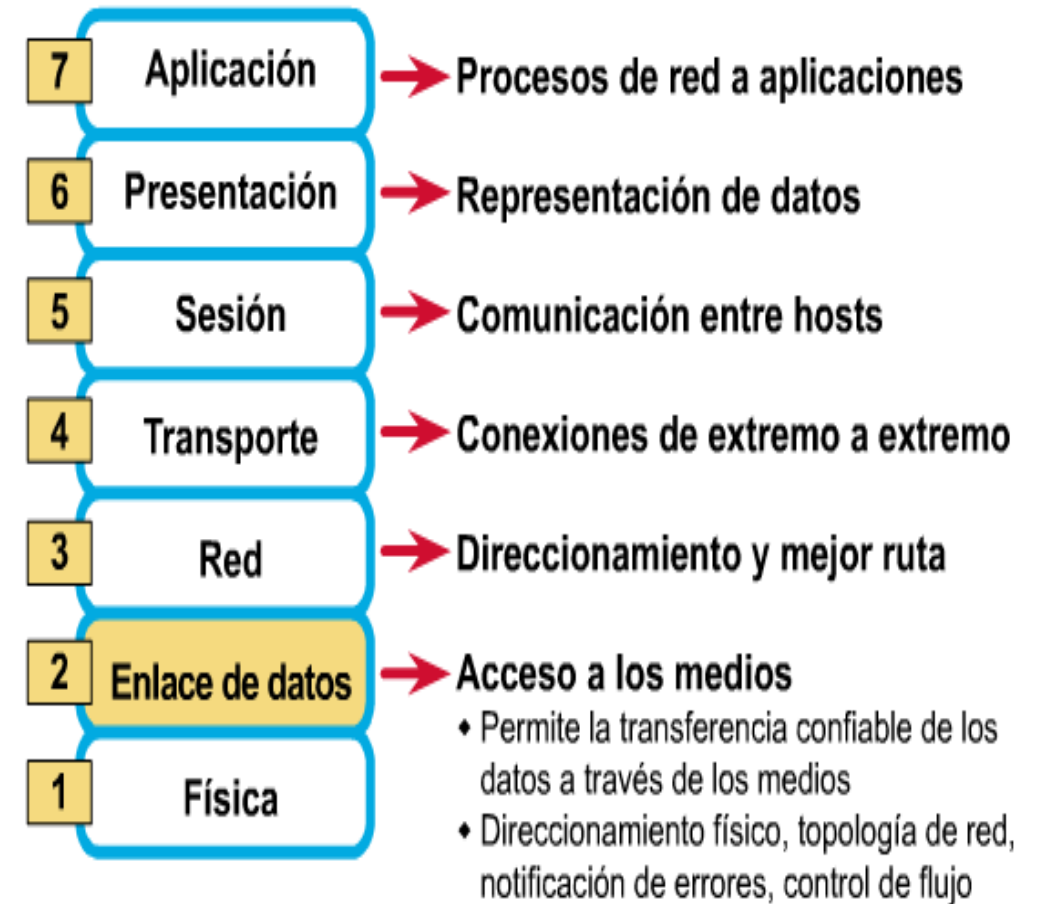 7 Aplicación Procesos de red a aplicaciones
6 Presentación Representación de datos
5 Sesión Comunicación entre hosts
4 Transporte Conexiones de extremo a extremo
3 Red Direccionamiento y mejor ruta
2 Enlace de datos Acceso a los medios
• Permite la transferencia confiable de los
datos a través de los medios
1 Física
• Direccionamiento físico, topología de red,
notificación de errores, control de flujo